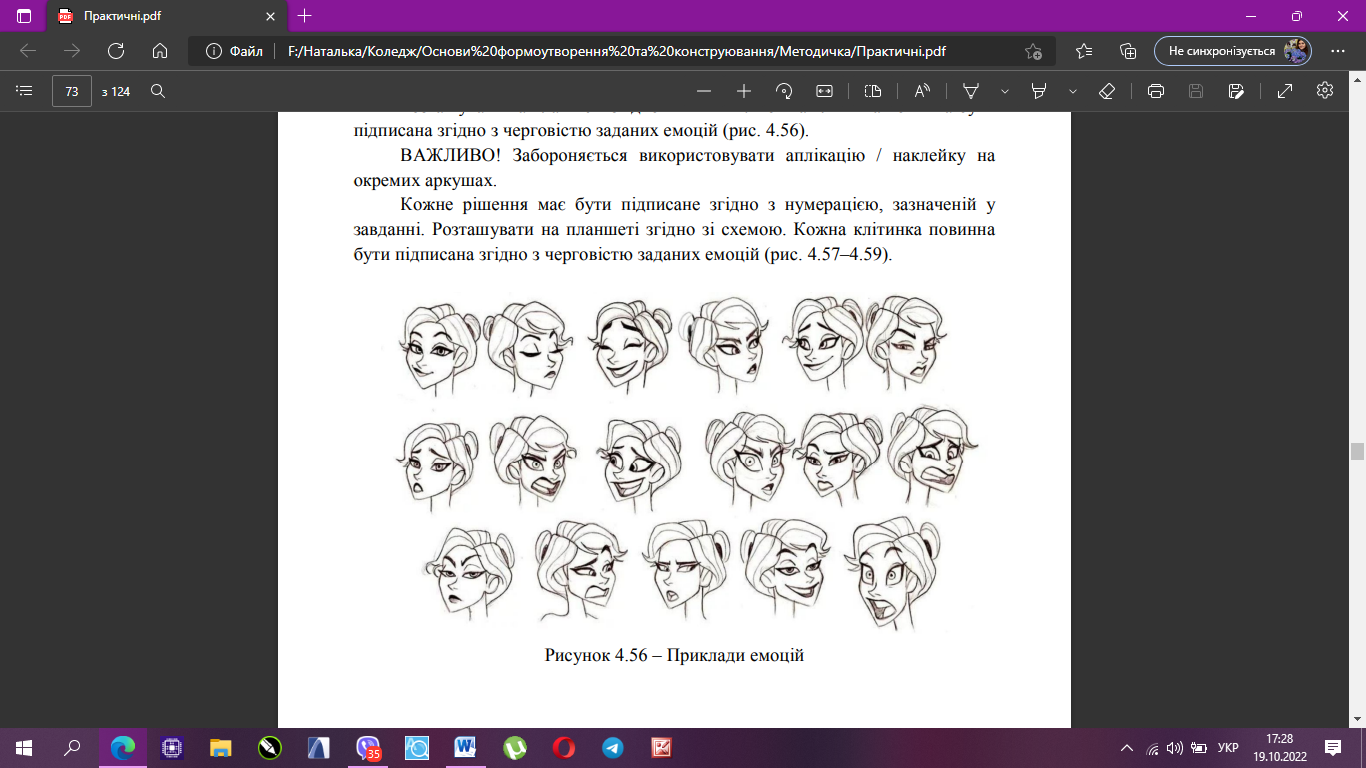 Практичні.pdf
Файл
F:/Наталька/Коледж/Основи%20формоутворення%20та%20конструювання/Методичка/Практичні.pdf
Не синхронізується
73 з 124
підписана згідно з черговістю заданих емоцій (рис. 4.56).
ВАЖЛИВО! Забороняється використовувати аплікацію / наклейку на
окремих аркушах.
Кожне рішення має бути підписане згідно з нумерацією, зазначеній у
завданні. Розташувати на планшеті згідно зі схемою. Кожна клітинка повинна
бути підписана згідно з черговістю заданих емоцій (рис. 4.57–4.59).
Рисунок 4.56 – Приклади емоцій
35
УКР
17:28
19.10.2022